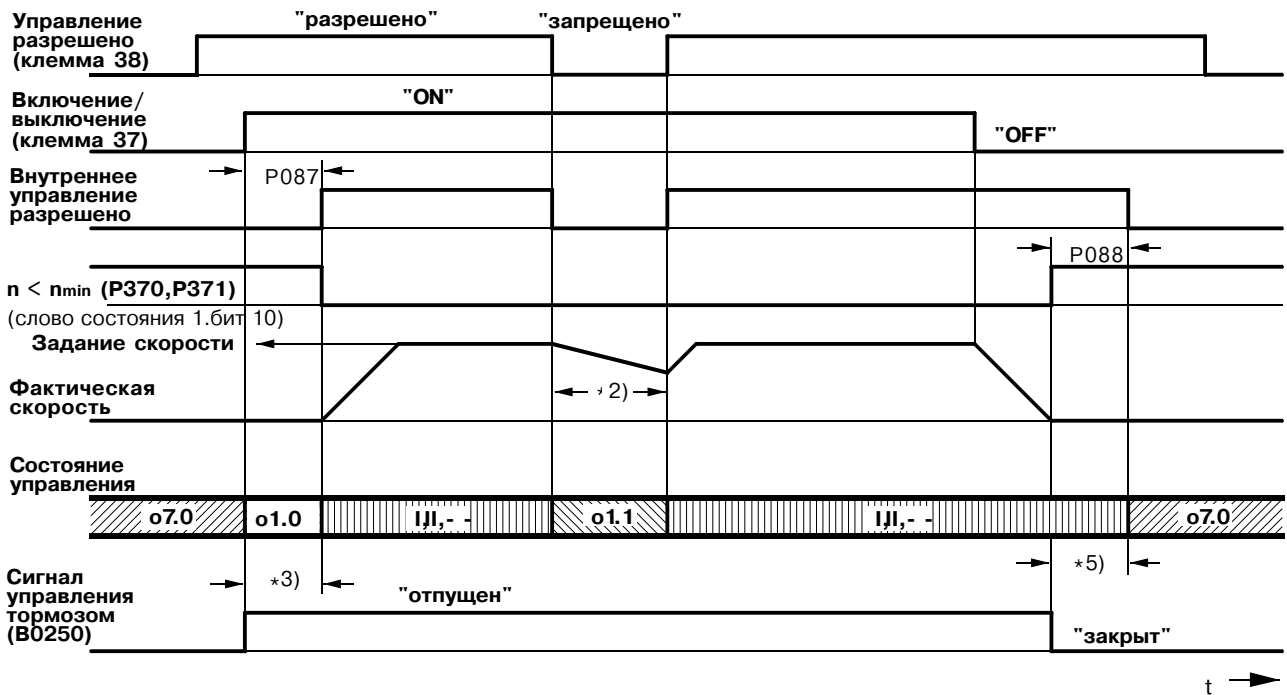 Управление
разрешено
(клемма 38)
"разрешено"
"запрещено"
Включение/
выключение
(клемма 37)
"ON"
"OFF"
Внутреннее
управление
разрешено
P087
P088
n < nmin (P370,P371)
(слово состояния 1.бит 10)
Задание скорости
Фактическая
скорость
*2)
Состояние
управления
o7.0
o1.0
I,II,- -
o1.1
I,II,- -
o7.0
Сигнал
управления
тормозом
(B0250)
*3)
"отпущен"
*5)
"закрыт"
t